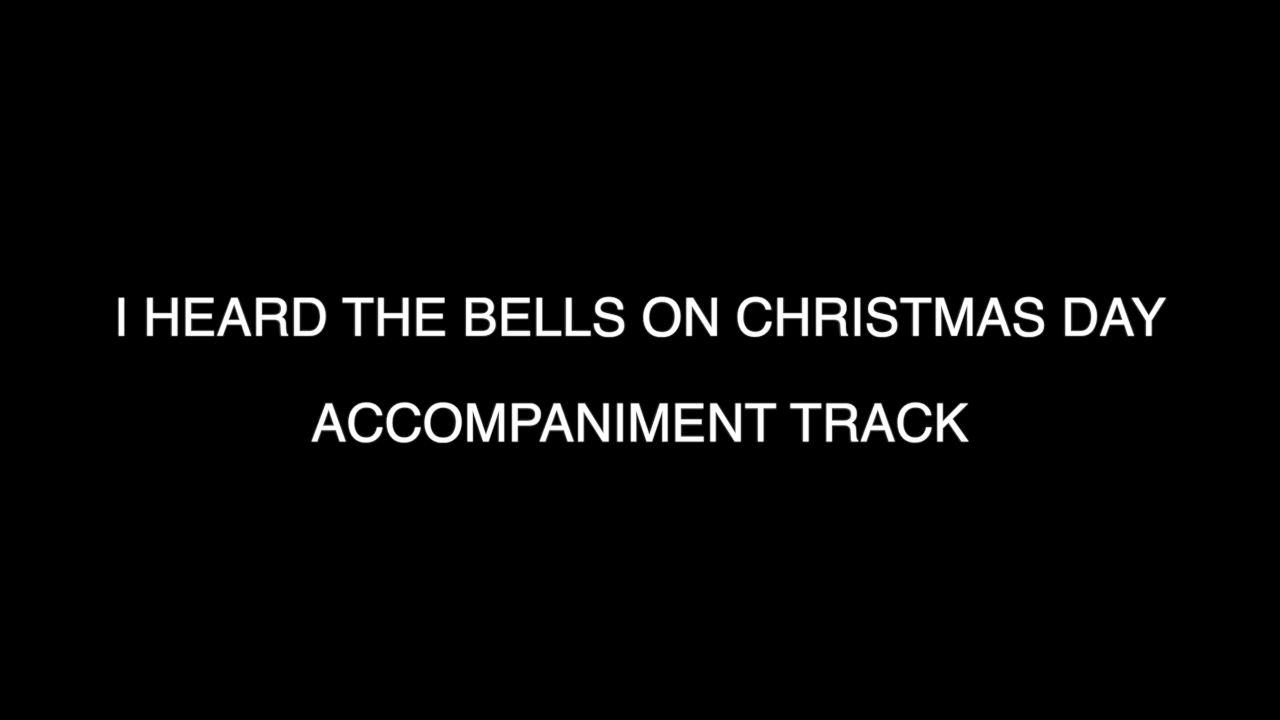 I HEARD THE BELLS ON CHRISTMAS DAY
ACCOMPANIMENT TRACK